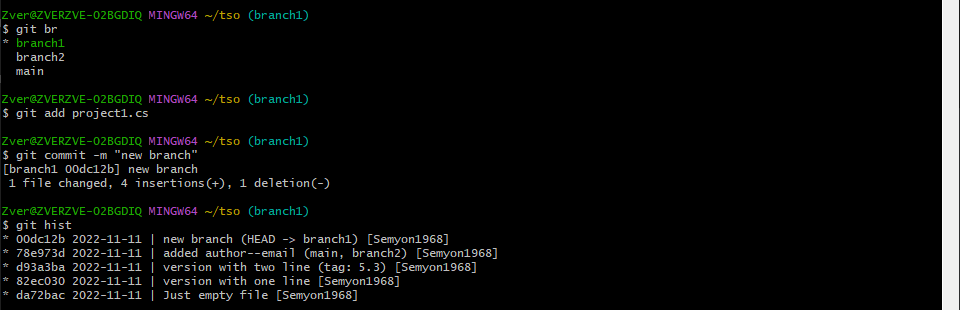 Zver@ZVERZVE-O2BGDIQ MINGW64 ~/tso (branch1)
$ git br
* branch1
  branch2
  main
Zver@ZVERZVE-O2BGDIQ MINGW64 ~/tso (branch1)
$ git add project1.cs
Zver@ZVERZVE-O2BGDIQ MINGW64 ~/tso (branch1)
$ git commit -m "new branch"
[branch1 00dc12b] new branch
 1 file changed, 4 insertions(+), 1 deletion(-)
Zver@ZVERZVE-O2BGDIQ MINGW64 ~/tso (branch1)
$ git hist
* 00dc12b 2022-11-11 | new branch (HEAD -> branch1) [Semyon1968]
* 78e973d 2022-11-11 | added author--email (main, branch2) [Semyon1968]
* d93a3ba 2022-11-11 | version with two line (tag: 5.3) [Semyon1968]
* 82ec030 2022-11-11 | version with one line [Semyon1968]
* da72bac 2022-11-11 | Just empty file [Semyon1968]